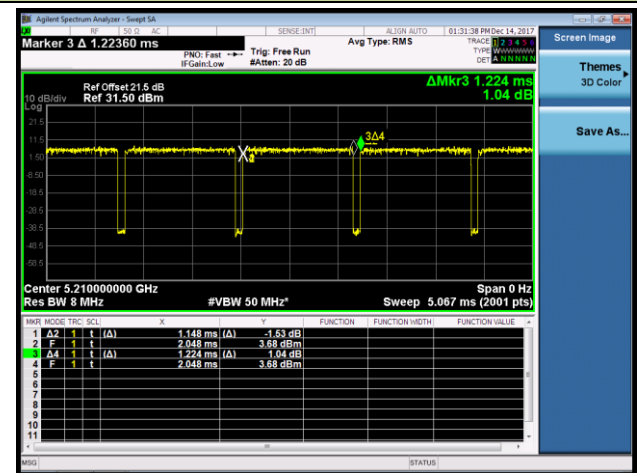 Agilent Spectrum Analyzer - Swept SA
RF 50 Ω AC SENSE:INT ALIGN AUTO 01:31:38 PM Dec 14, 2017
Marker 3 Δ 1.22360 ms
PNO: Fast Trig: Free Run Avg Type: RMS TRACE 1 2 3 4 5 6
IFGain:Low #Atten: 20 dB TYPE WWWWWW
DET A N N N N N
Screen Image
Themes
3D Color
Save As...
ΔMkr3 1.224 ms
1.04 dB
Ref Offset 21.5 dB
10 dB/div Ref 31.50 dBm
Log
21.5
11.5
1.50
-8.50
-18.5
-28.5
-38.5
-48.5
-58.5
3Δ4
Center 5.210000000 GHz Span 0 Hz
Res BW 8 MHz #VBW 50 MHz* Sweep 5.067 ms (2001 pts)
MKR MODE TRC SCL X Y FUNCTION FUNCTION WIDTH FUNCTION VALUE
1 Δ2 1 t (Δ) 1.148 ms (Δ) -1.53 dB
2 F 1 t 2.048 ms 3.68 dBm
3 Δ4 1 t (Δ) 1.224 ms (Δ) 1.04 dB
4 F 1 t 2.048 ms 3.68 dBm
5
6
7
8
9
10
11
MSG STATUS